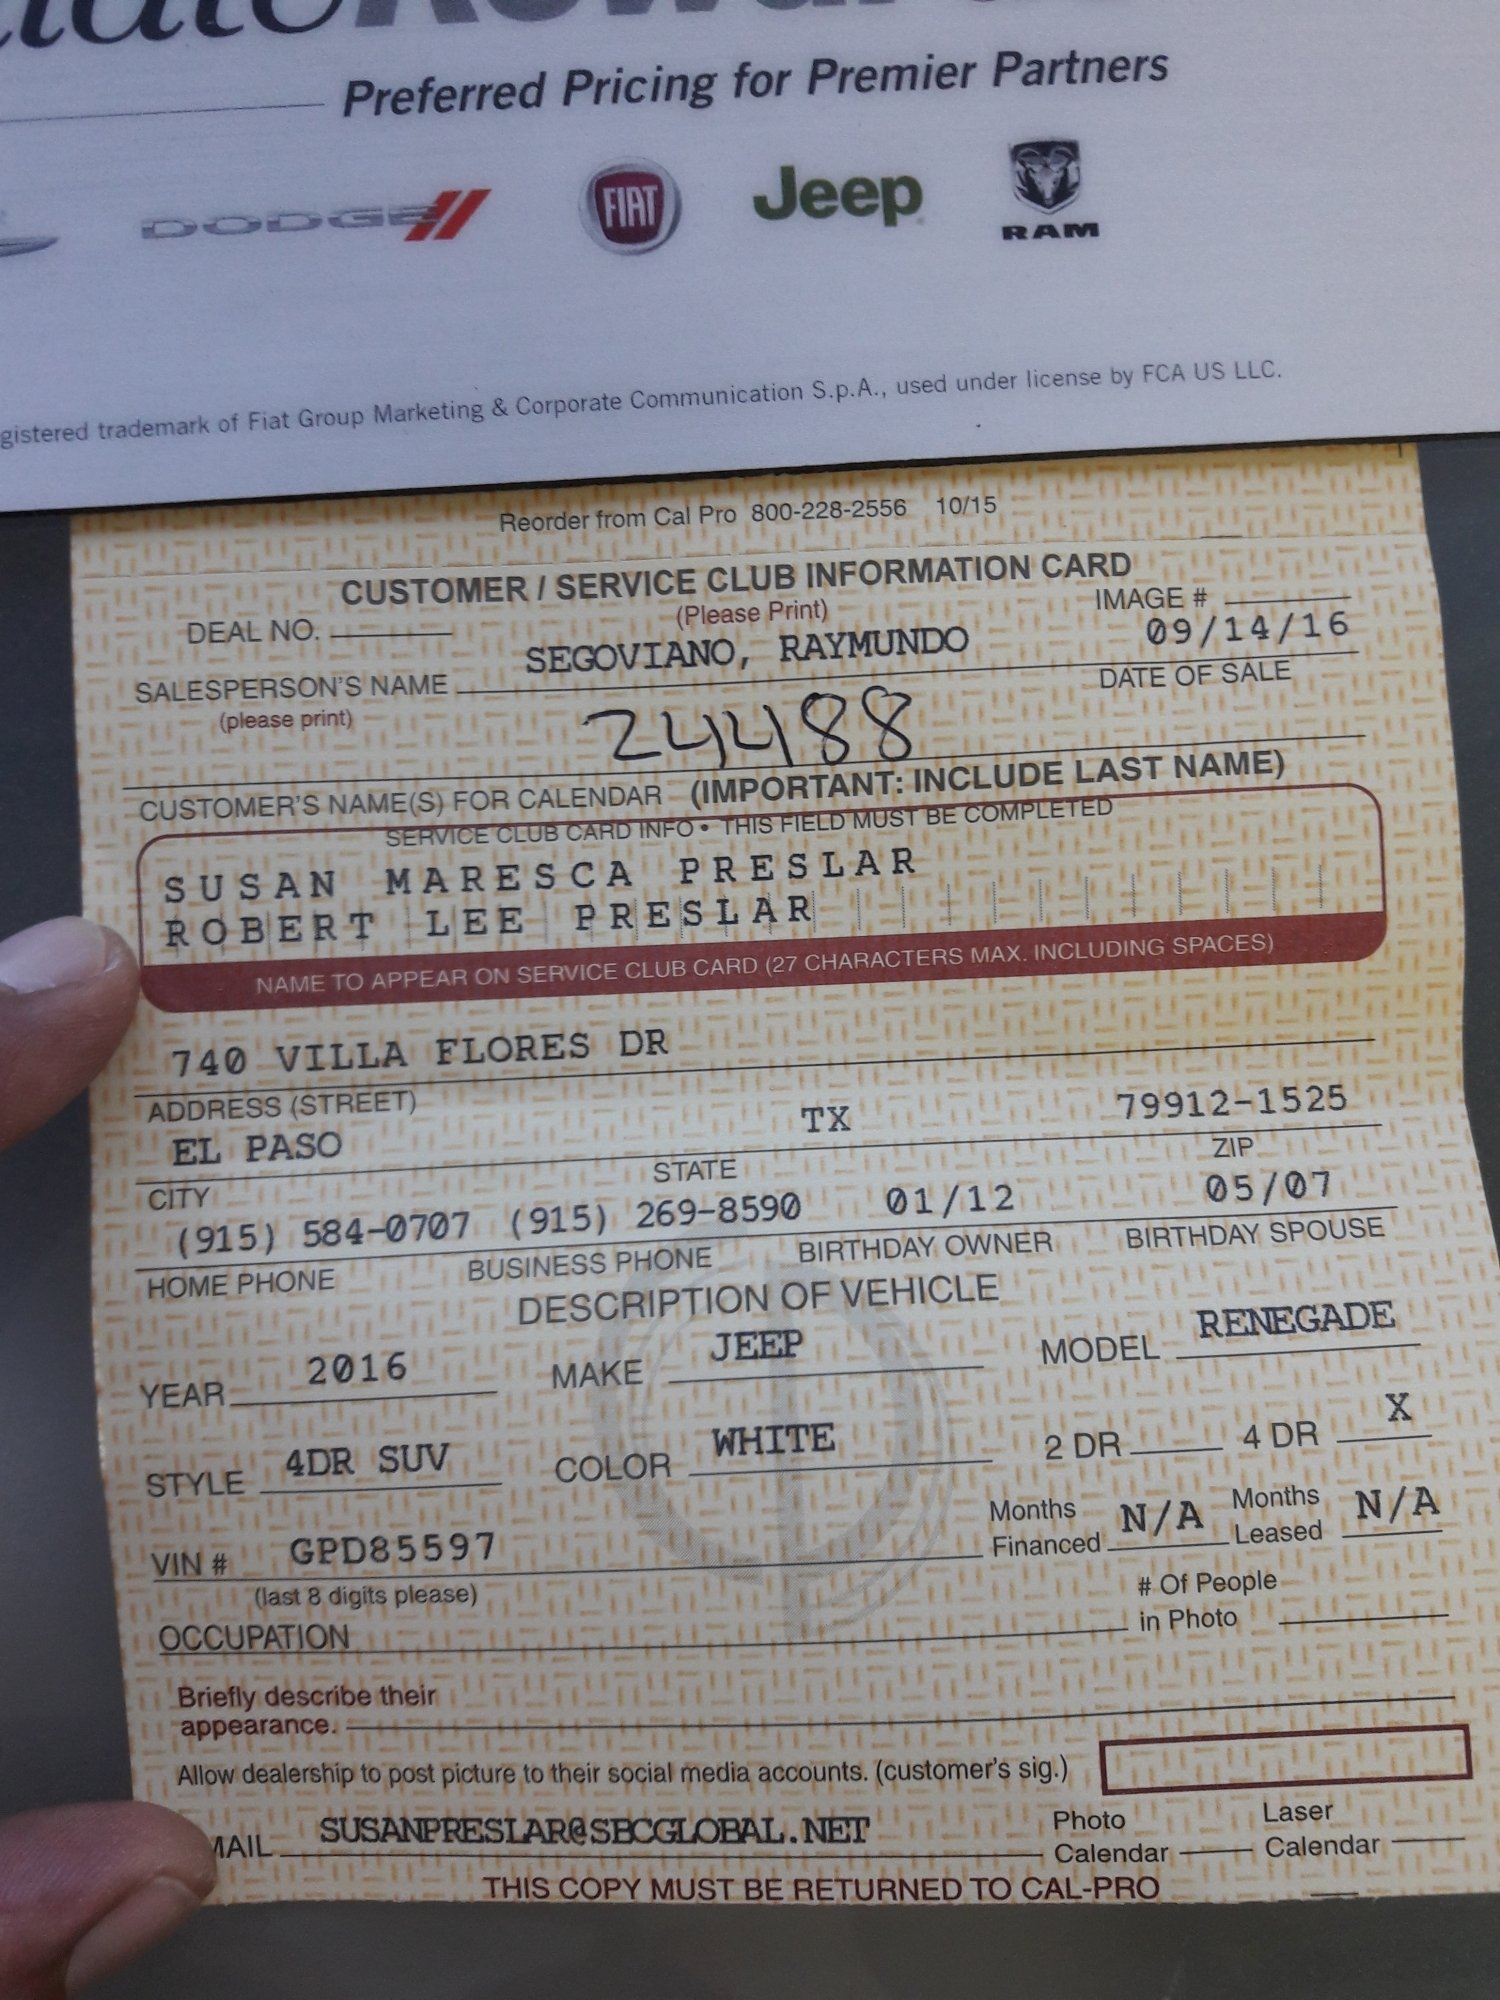 Preferred Pricing for Premier Partners
DODGE FIAT Jeep RAM
gistered trademark of Fiat Group Marketing & Corporate Communication S.p.A., used under license by FCA US LLC.
Reorder from Cal Pro 800-228-2556 10/15
CUSTOMER / SERVICE CLUB INFORMATION CARD
(Please Print)
DEAL NO. IMAGE #
SALESPERSON'S NAME SEGOVIANO, RAYMUNDO 09/14/16
(please print) DATE OF SALE
24488
CUSTOMER'S NAME(S) FOR CALENDAR (IMPORTANT: INCLUDE LAST NAME)
SERVICE CLUB CARD INFO • THIS FIELD MUST BE COMPLETED
SUSAN MARESCA PRESLAR
ROBERT LEE PRESLAR
NAME TO APPEAR ON SERVICE CLUB CARD (27 CHARACTERS MAX. INCLUDING SPACES)
740 VILLA FLORES DR
ADDRESS (STREET)
EL PASO TX 79912-1525
CITY STATE ZIP
(915) 584-0707 (915) 269-8590 01/12 05/07
HOME PHONE BUSINESS PHONE BIRTHDAY OWNER BIRTHDAY SPOUSE
DESCRIPTION OF VEHICLE
YEAR 2016 MAKE JEEP MODEL RENEGADE
STYLE 4DR SUV COLOR WHITE 2 DR 4 DR X
VIN # GPD85597 Months Financed N/A Months Leased N/A
(last 8 digits please)
OCCUPATION # Of People in Photo
Briefly describe their
appearance.
Allow dealership to post picture to their social media accounts. (customer's sig.)
MAIL SUSANPRESLAR@SBCGLOBAL.NET Photo Calendar Laser Calendar
THIS COPY MUST BE RETURNED TO CAL-PRO